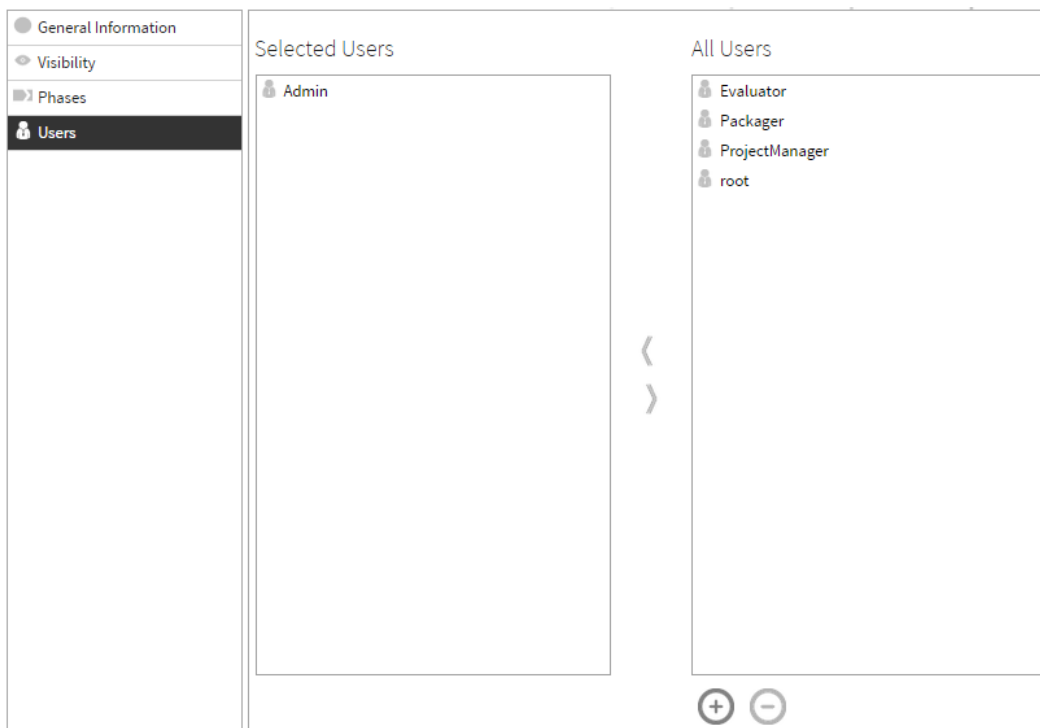 General Information
Visibility
Phases
Users
Selected Users
Admin
All Users
Evaluator
Packager
ProjectManager
root